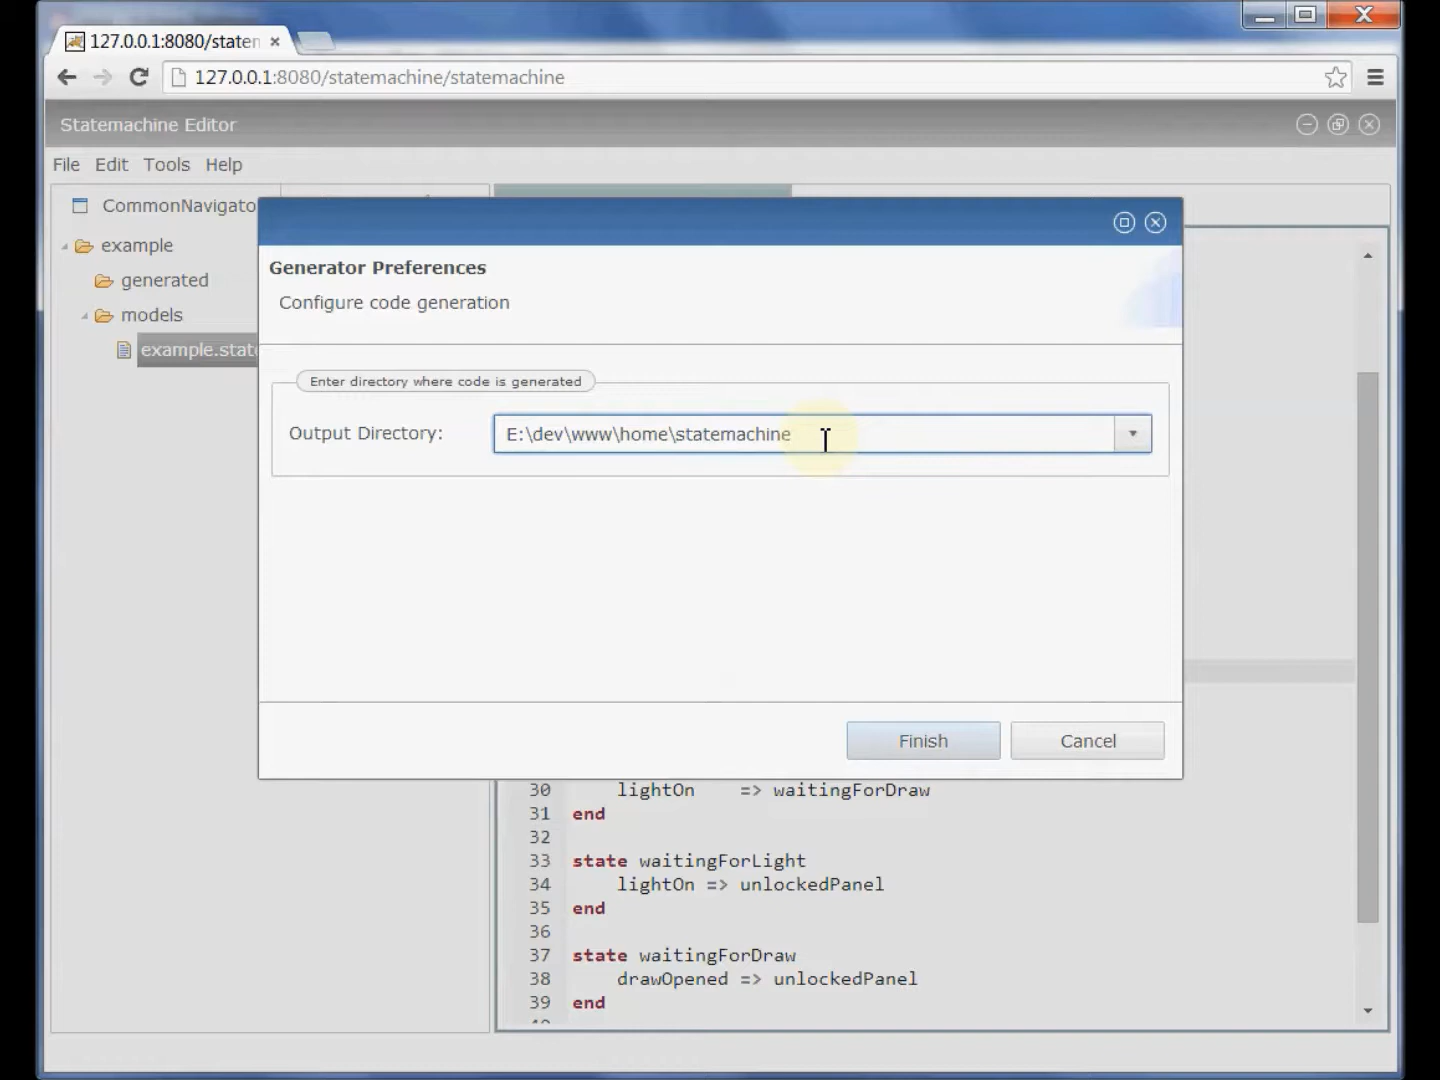 127.0.0.1:8080/staten
127.0.0.1:8080/statemachine/statemachine
Statemachine Editor
File Edit Tools Help
CommonNavigato
example
generated
models
example.stat
Generator Preferences
Configure code generation
Enter directory where code is generated
Output Directory: E:\dev\www\home\statemachine
Finish Cancel
30 lightOn => waitingForDraw
31 end
32
33 state waitingForLight
34 lightOn => unlockedPanel
35 end
36
37 state waitingForDraw
38 drawOpened => unlockedPanel
39 end